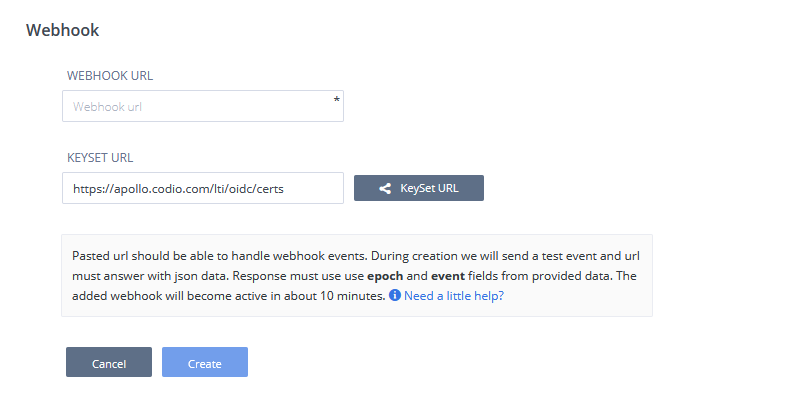 Webhook
WEBHOOK URL
Webhook url *
KEYSET URL
https://apollo.codio.com/lti/oidc/certs
KeySet URL
Pasted url should be able to handle webhook events. During creation we will send a test event and url
must answer with json data. Response must use use epoch and event fields from provided data. The
added webhook will become active in about 10 minutes. Need a little help?
Cancel
Create